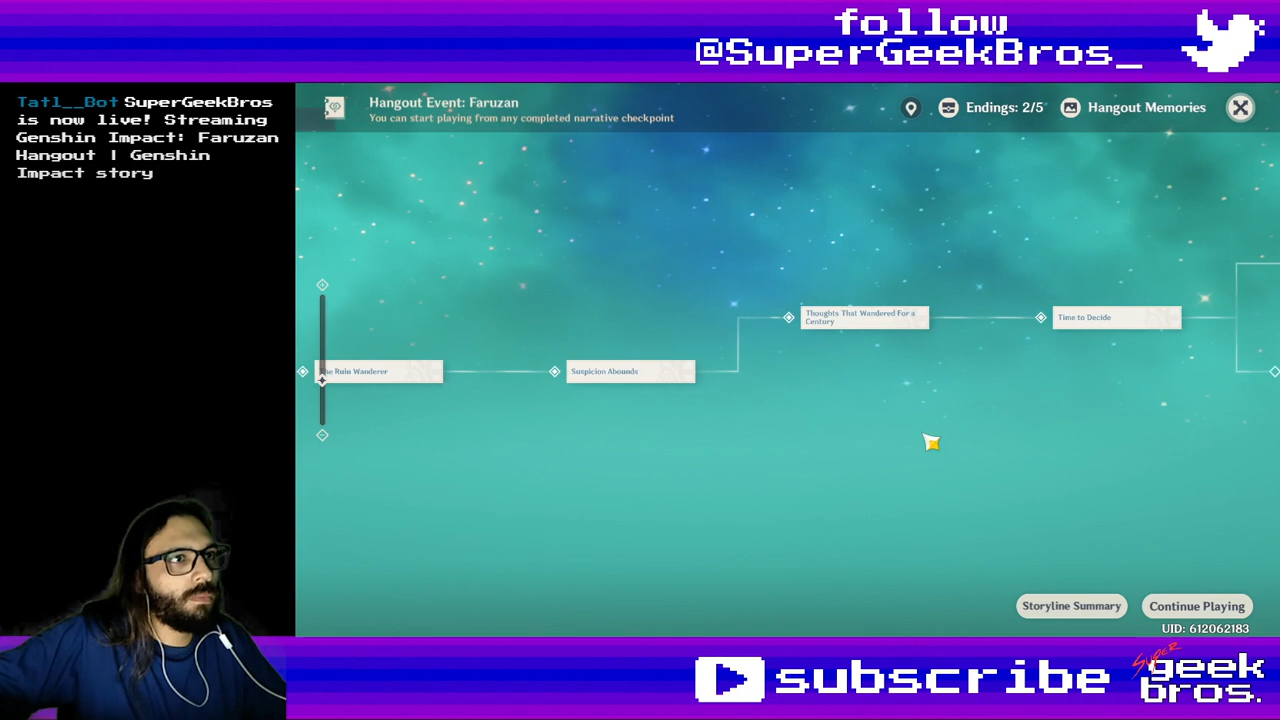 follow
@SuperGeekBros_
Tatl__Bot SuperGeekBros
is now live! Streaming
Genshin Impact: Faruzan
Hangout | Genshin
Impact story
Hangout Event: Faruzan
You can start playing from any completed narrative checkpoint
Endings: 2/5
Hangout Memories
Thoughts That Wandered For a
Century
Time to Decide
The Ruin Wanderer
Suspicion Abounds
Storyline Summary
Continue Playing
UID: 612062183
subscribe
super
geek
bros.